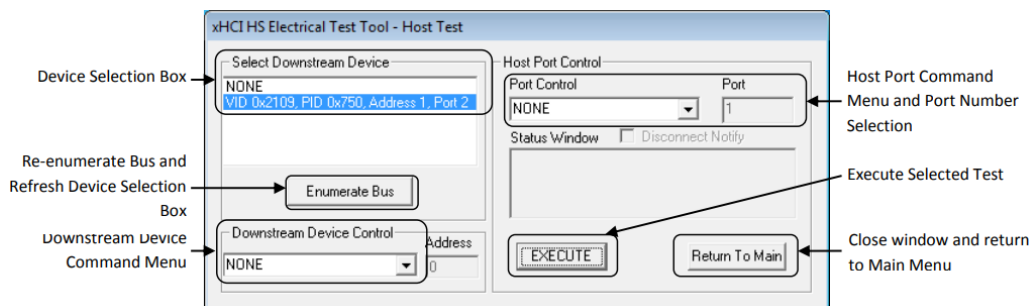 xHCI HS Electrical Test Tool - Host Test
Device Selection Box
Select Downstream Device
NONE
VID 0x2109, PID 0x750, Address 1, Port 2
Re-enumerate Bus and
Refresh Device Selection
Box
Enumerate Bus
Downstream Device
Command Menu
Downstream Device Control
NONE
Address
0
Host Port Control
Port Control
Port
NONE
1
Status Window
Disconnect Notify
EXECUTE
Return To Main
Host Port Command
Menu and Port Number
Selection
Execute Selected Test
Close window and return
to Main Menu